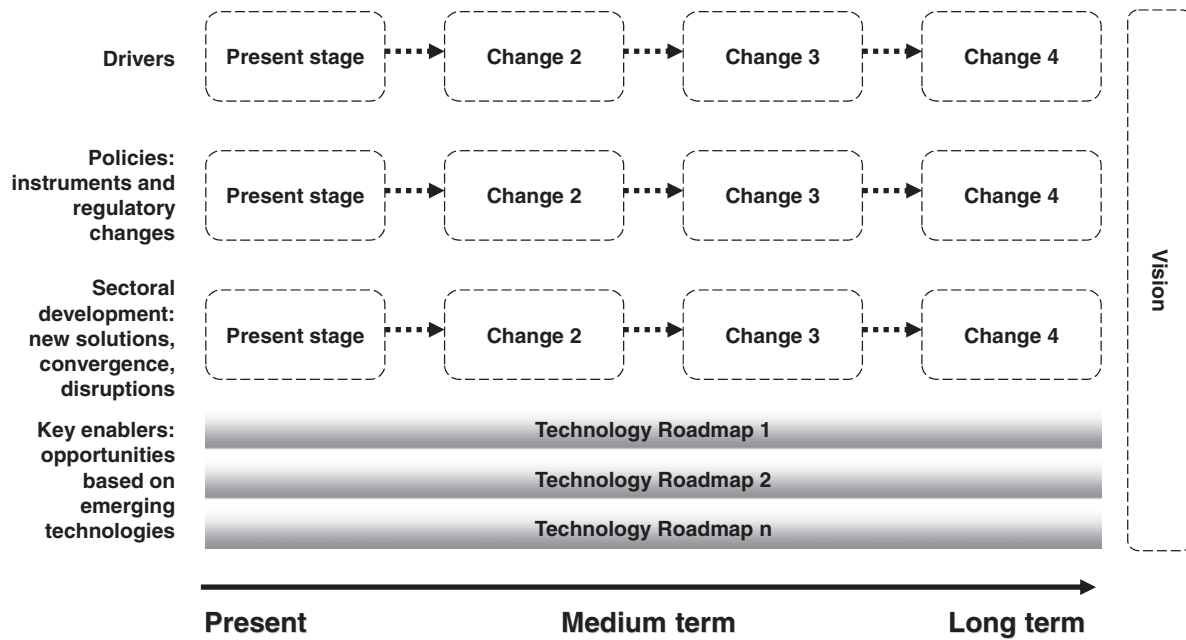 Drivers
Present stage
Change 2
Change 3
Change 4
Policies:
instruments and
regulatory
changes
Present stage
Change 2
Change 3
Change 4
Sectoral
development:
new solutions,
convergence,
disruptions
Present stage
Change 2
Change 3
Change 4
Key enablers:
opportunities
based on
emerging
technologies
Technology Roadmap 1
Technology Roadmap 2
Technology Roadmap n
Vision
Present
Medium term
Long term